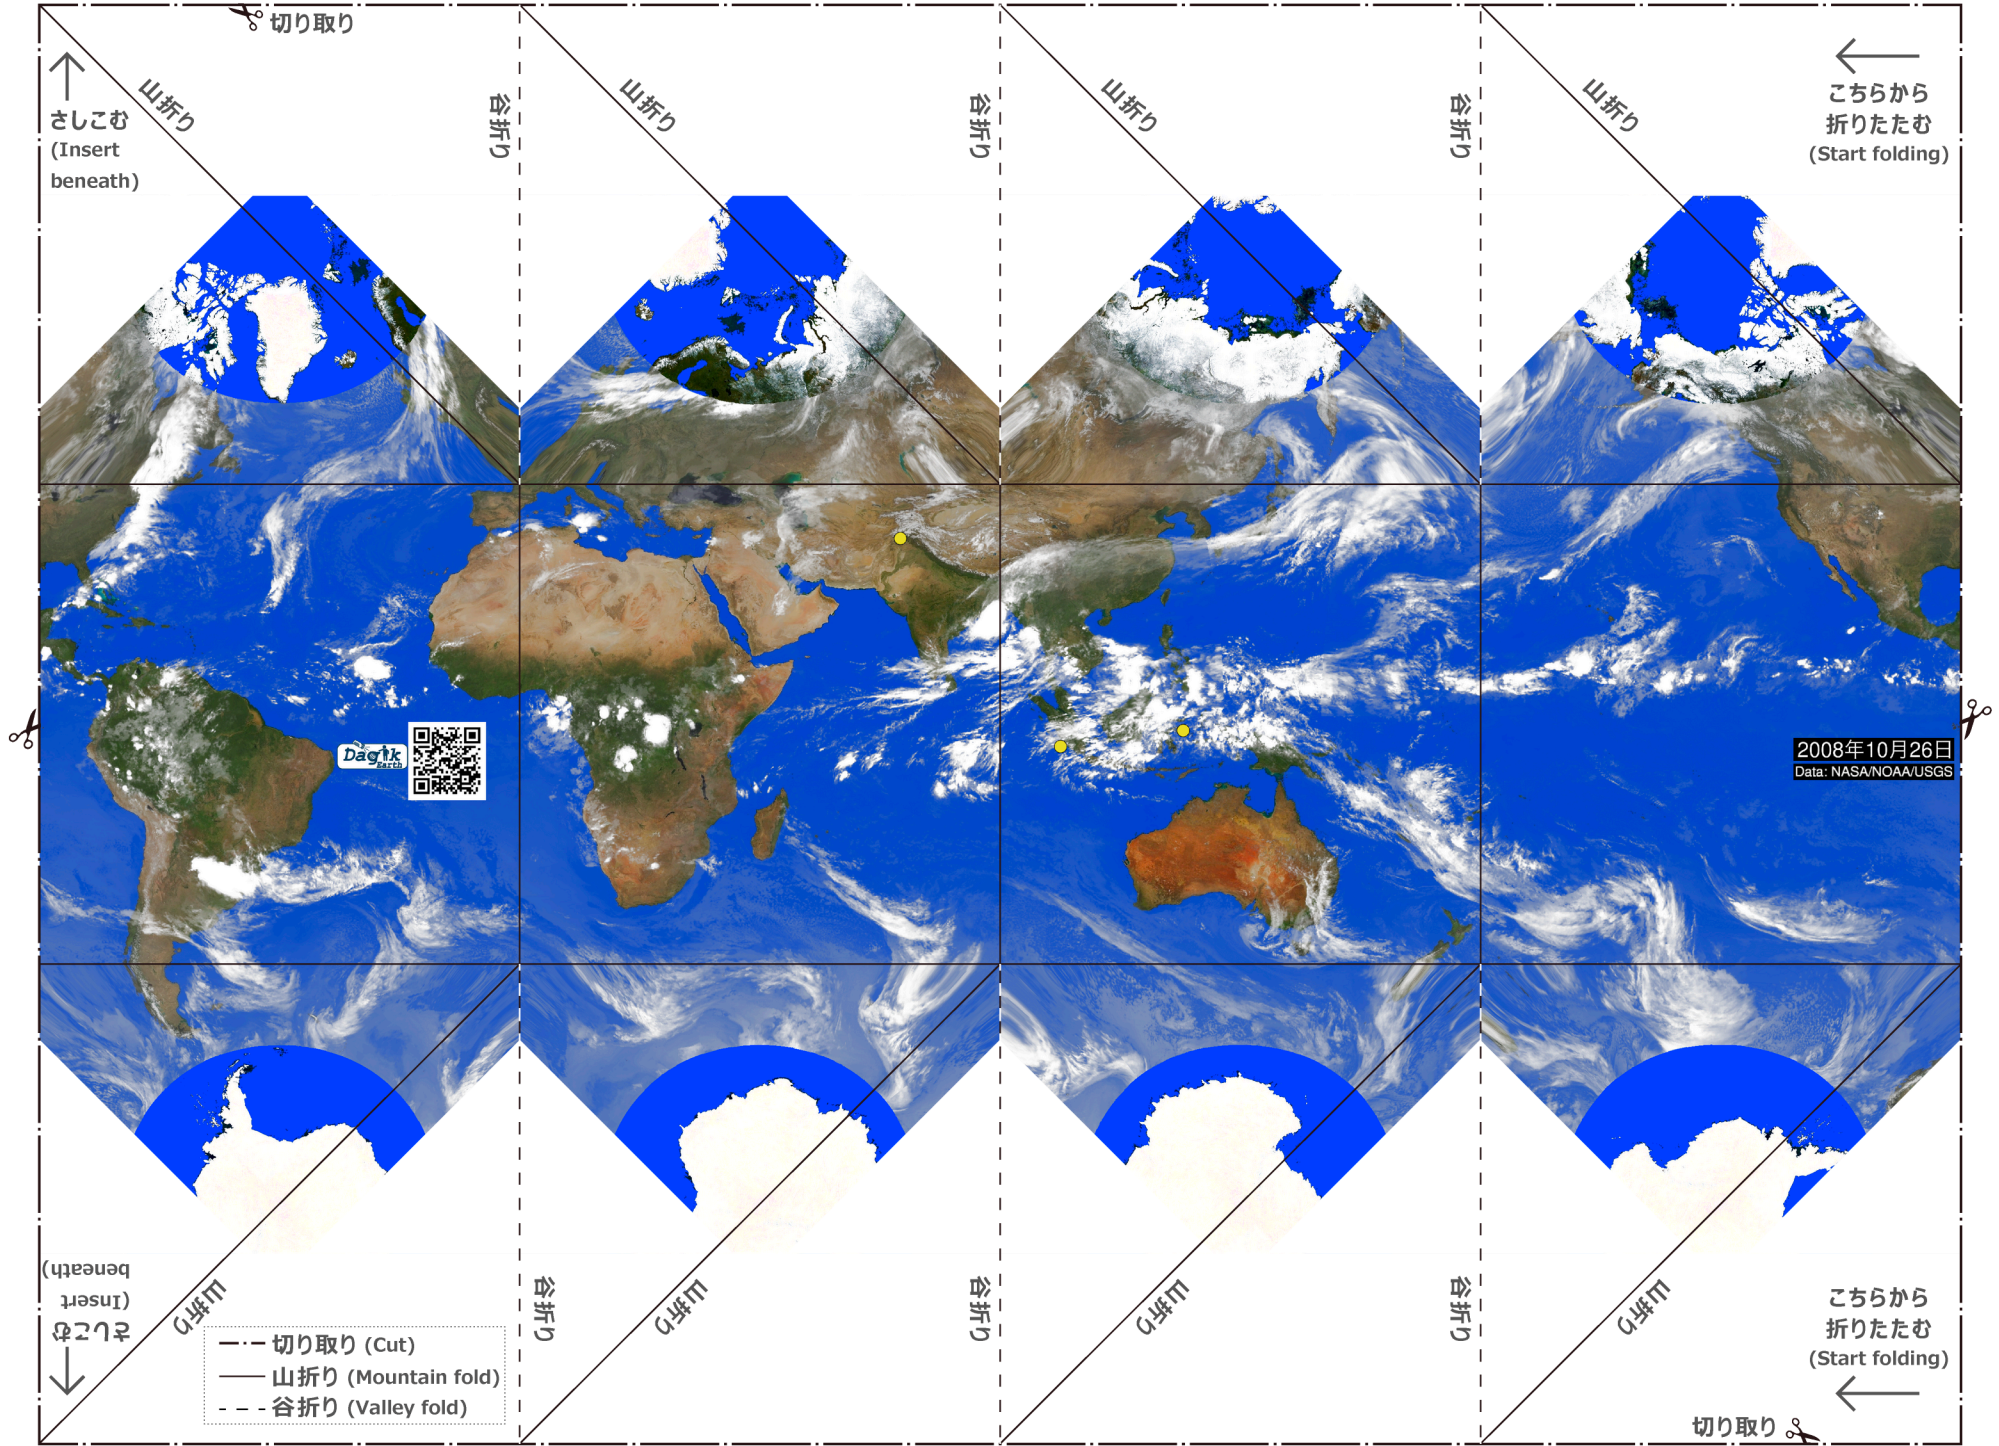 切り取り
さしこむ
(Insert
beneath)
山折り
谷折り
山折り
谷折り
山折り
谷折り
山折り
こちらから
折りたたむ
(Start folding)
Dagik
Earth
2008年10月26日
Data: NASA/NOAA/USGS
さしこむ
(Insert
beneath)
山折り
谷折り
山折り
谷折り
山折り
谷折り
山折り
こちらから
折りたたむ
(Start folding)
切り取り (Cut)
山折り (Mountain fold)
谷折り (Valley fold)
切り取り